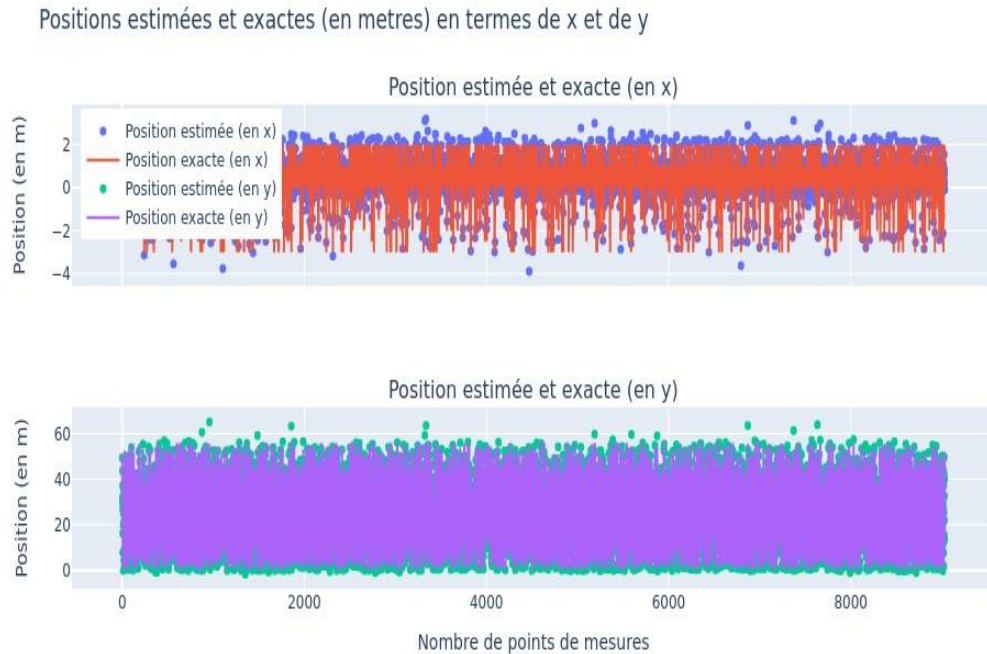 Positions estimées et exactes (en metres) en termes de x et de y
Position estimée et exacte (en x)
Position (en m)
2
0
−2
−4
Position estimée (en x)
Position exacte (en x)
Position estimée (en y)
Position exacte (en y)
Position estimée et exacte (en y)
Position (en m)
60
40
20
0
0 2000 4000 6000 8000
Nombre de points de mesures